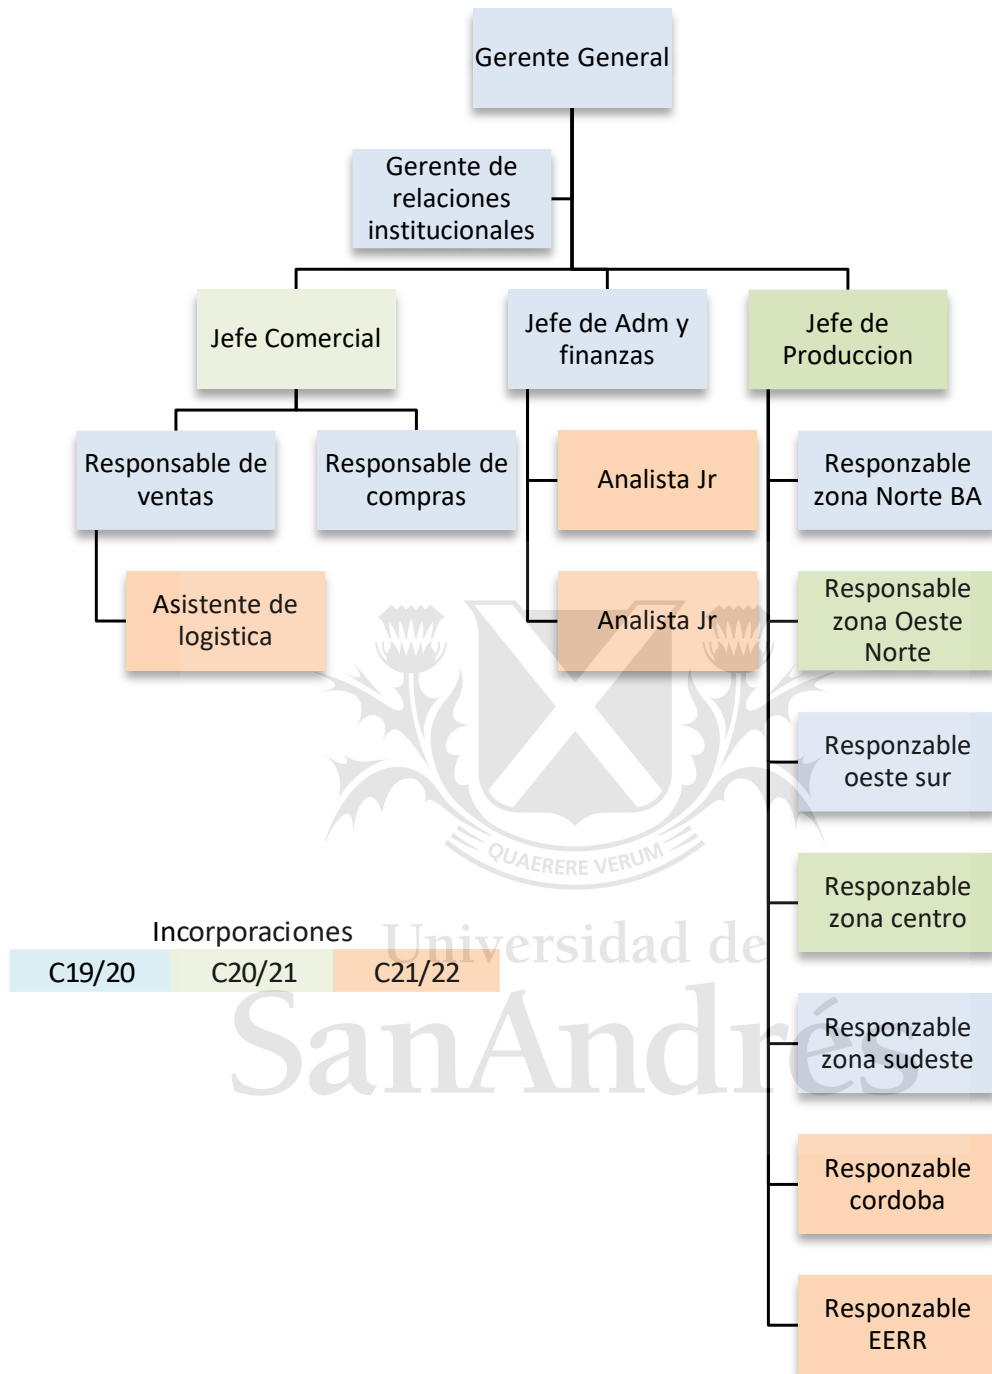 Gerente General
Gerente de
relaciones
institucionales
Jefe Comercial
Jefe de Adm y
finanzas
Jefe de
Produccion
Responsable de
ventas
Responsable de
compras
Analista Jr
Responzable
zona Norte BA
Asistente de
logistica
Analista Jr
Responsable
zona Oeste
Norte
Responzable
oeste sur
QUAERERE VERUM
Responzable
zona centro
Incorporaciones
C19/20 C20/21 C21/22
Universidad de
SanAndrés
Responzable
zona sudeste
Responzable
cordoba
Responzable
EERR